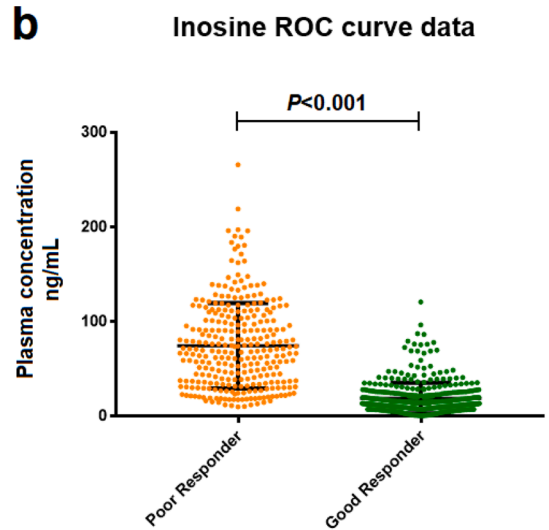 b
Inosine ROC curve data
P<0.001
300
200
100
0
Plasma concentration
ng/mL
Poor Responder
Good Responder